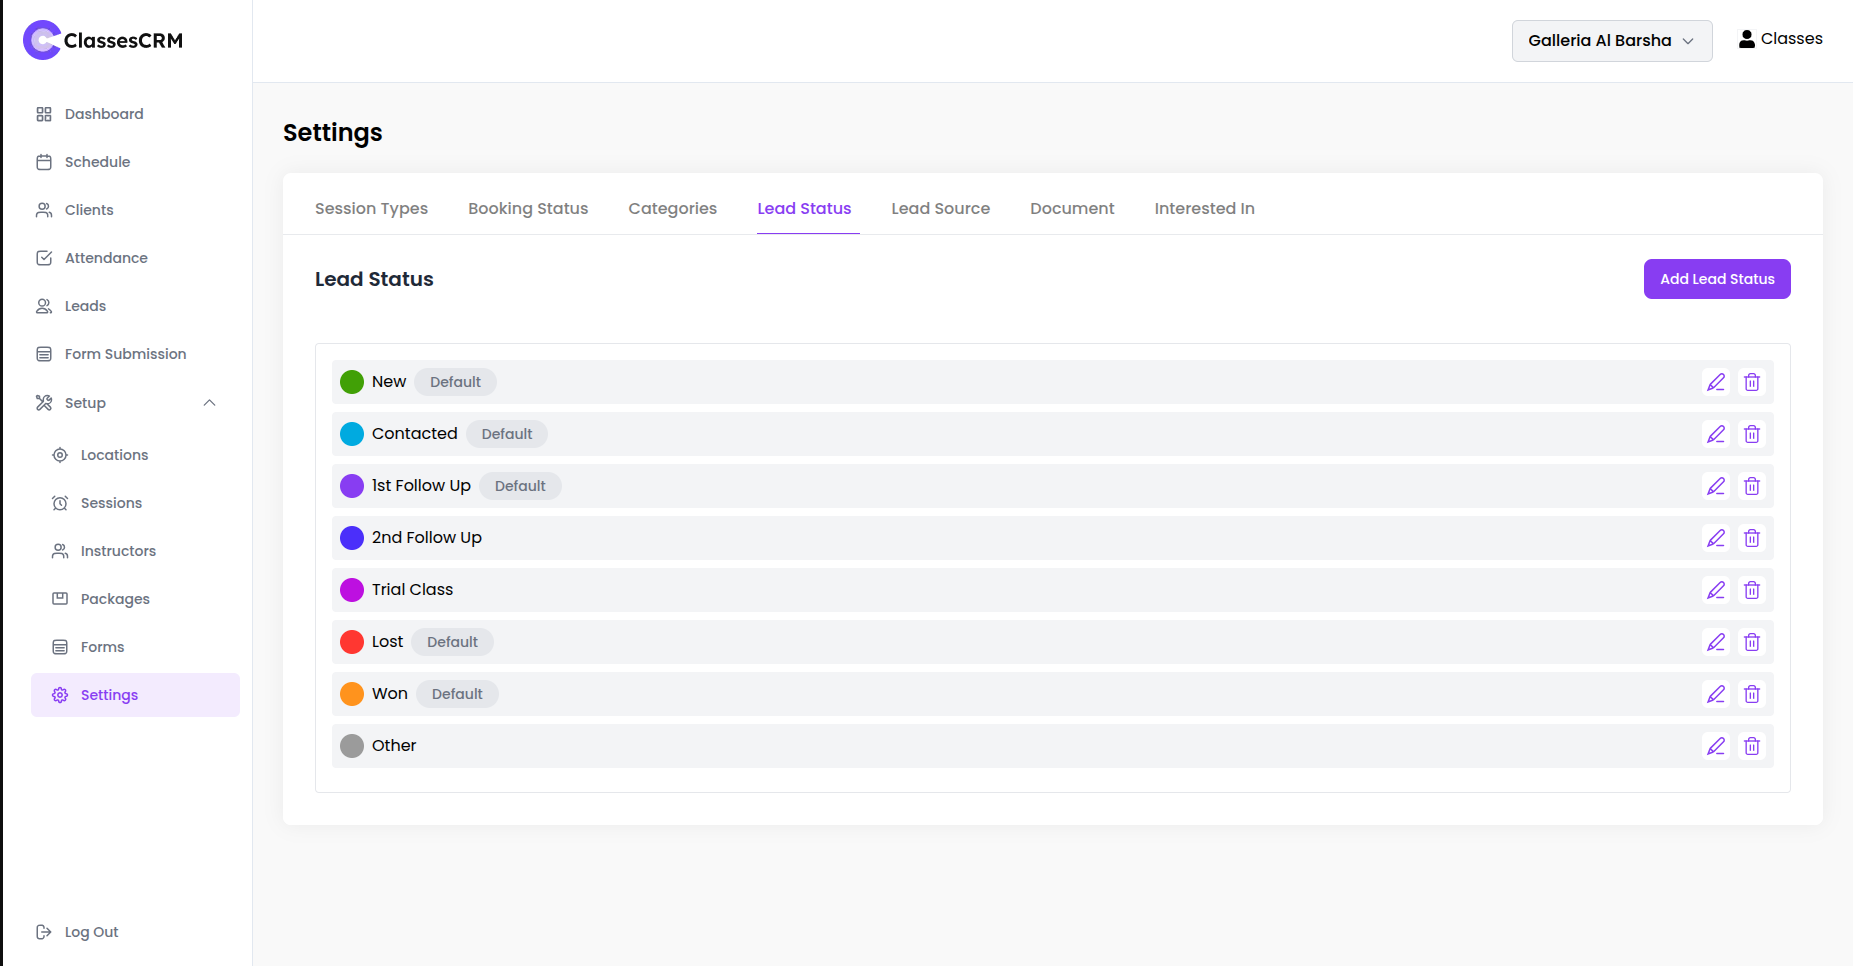 ClassesCRM
Galleria Al Barsha
Classes
Dashboard
Schedule
Clients
Attendance
Leads
Form Submission
Setup
Locations
Sessions
Instructors
Packages
Forms
Settings
Log Out
Settings
Session Types Booking Status Categories Lead Status Lead Source Document Interested In
Lead Status
Add Lead Status
New Default
Contacted Default
1st Follow Up Default
2nd Follow Up
Trial Class
Lost Default
Won Default
Other